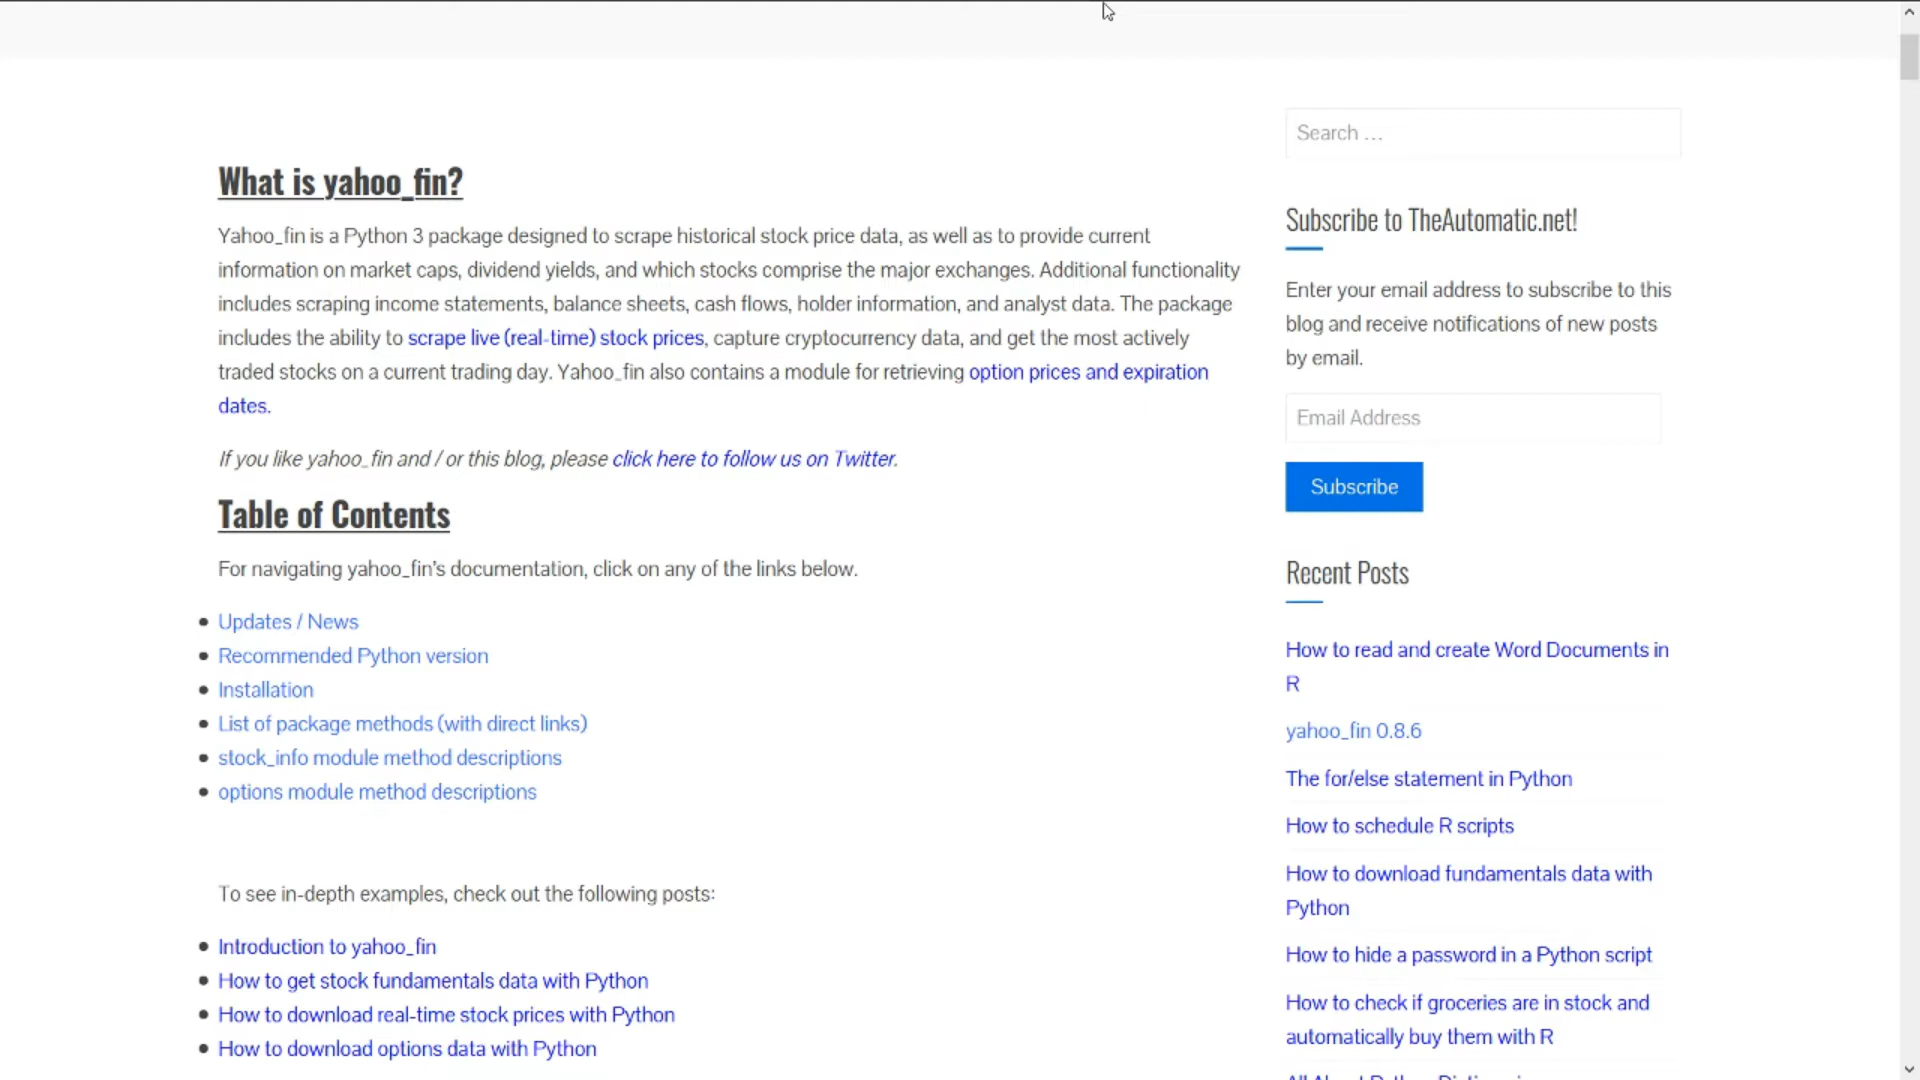 What is yahoo_fin?
Yahoo_fin is a Python 3 package designed to scrape historical stock price data, as well as to provide current
information on market caps, dividend yields, and which stocks comprise the major exchanges. Additional functionality
includes scraping income statements, balance sheets, cash flows, holder information, and analyst data. The package
includes the ability to scrape live (real-time) stock prices, capture cryptocurrency data, and get the most actively
traded stocks on a current trading day. Yahoo_fin also contains a module for retrieving option prices and expiration
dates.
If you like yahoo_fin and / or this blog, please click here to follow us on Twitter.
Table of Contents
For navigating yahoo_fin's documentation, click on any of the links below.
Updates / News
Recommended Python version
Installation
List of package methods (with direct links)
stock_info module method descriptions
options module method descriptions
To see in-depth examples, check out the following posts:
Introduction to yahoo_fin
How to get stock fundamentals data with Python
How to download real-time stock prices with Python
How to download options data with Python
Search …
Subscribe to TheAutomatic.net!
Enter your email address to subscribe to this
blog and receive notifications of new posts
by email.
Email Address
Subscribe
Recent Posts
How to read and create Word Documents in
R
yahoo_fin 0.8.6
The for/else statement in Python
How to schedule R scripts
How to download fundamentals data with
Python
How to hide a password in a Python script
How to check if groceries are in stock and
automatically buy them with R